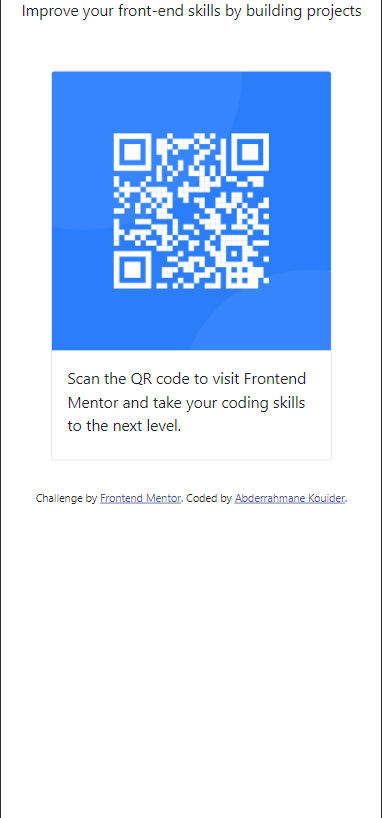 Improve your front-end skills by building projects
Scan the QR code to visit Frontend
Mentor and take your coding skills
to the next level.
Challenge by Frontend Mentor. Coded by Abderrahmane Kouider.